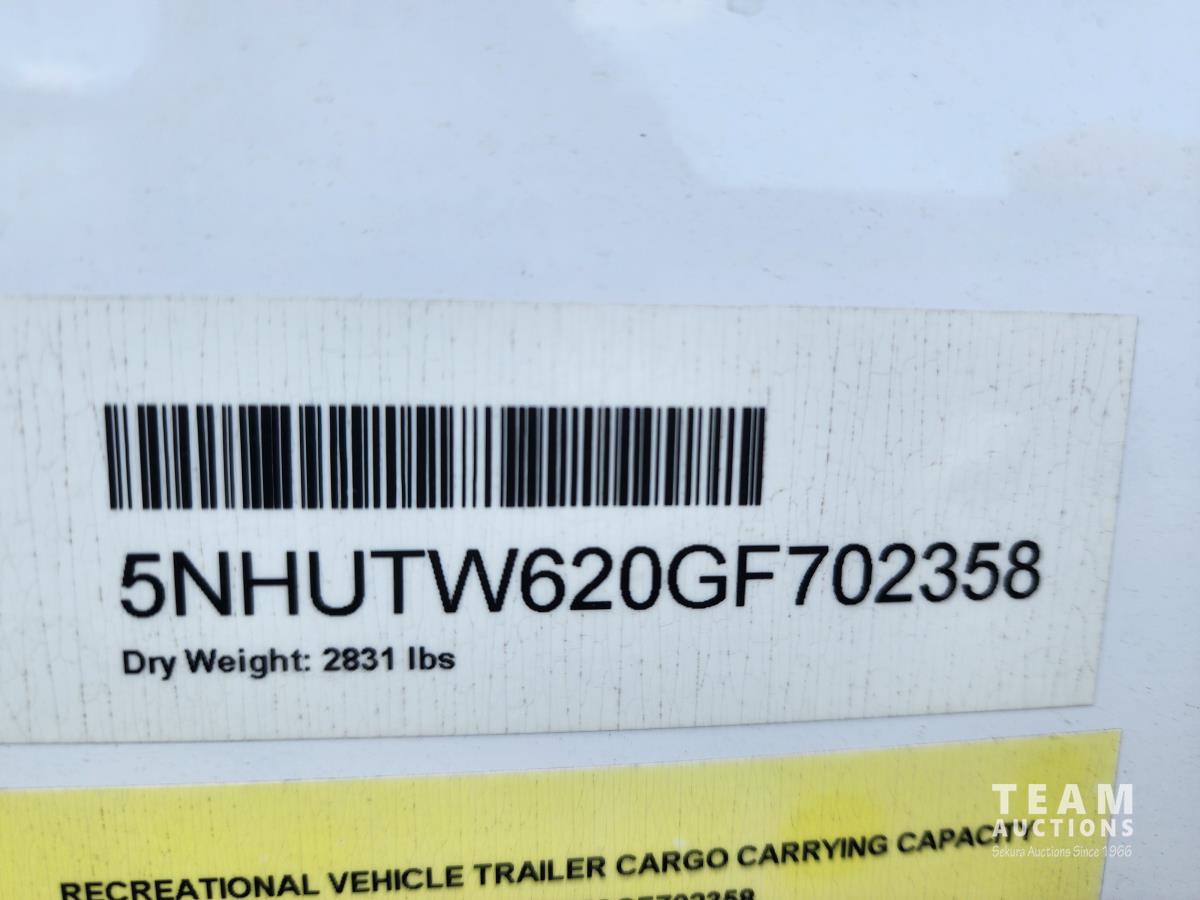 5NHUTW620GF702358
Dry Weight: 2831 lbs
RECREATIONAL VEHICLE TRAILER CARGO CARRYING CAPACITY
TEAM
AUCTIONS
Sekura Auctions Since 1966